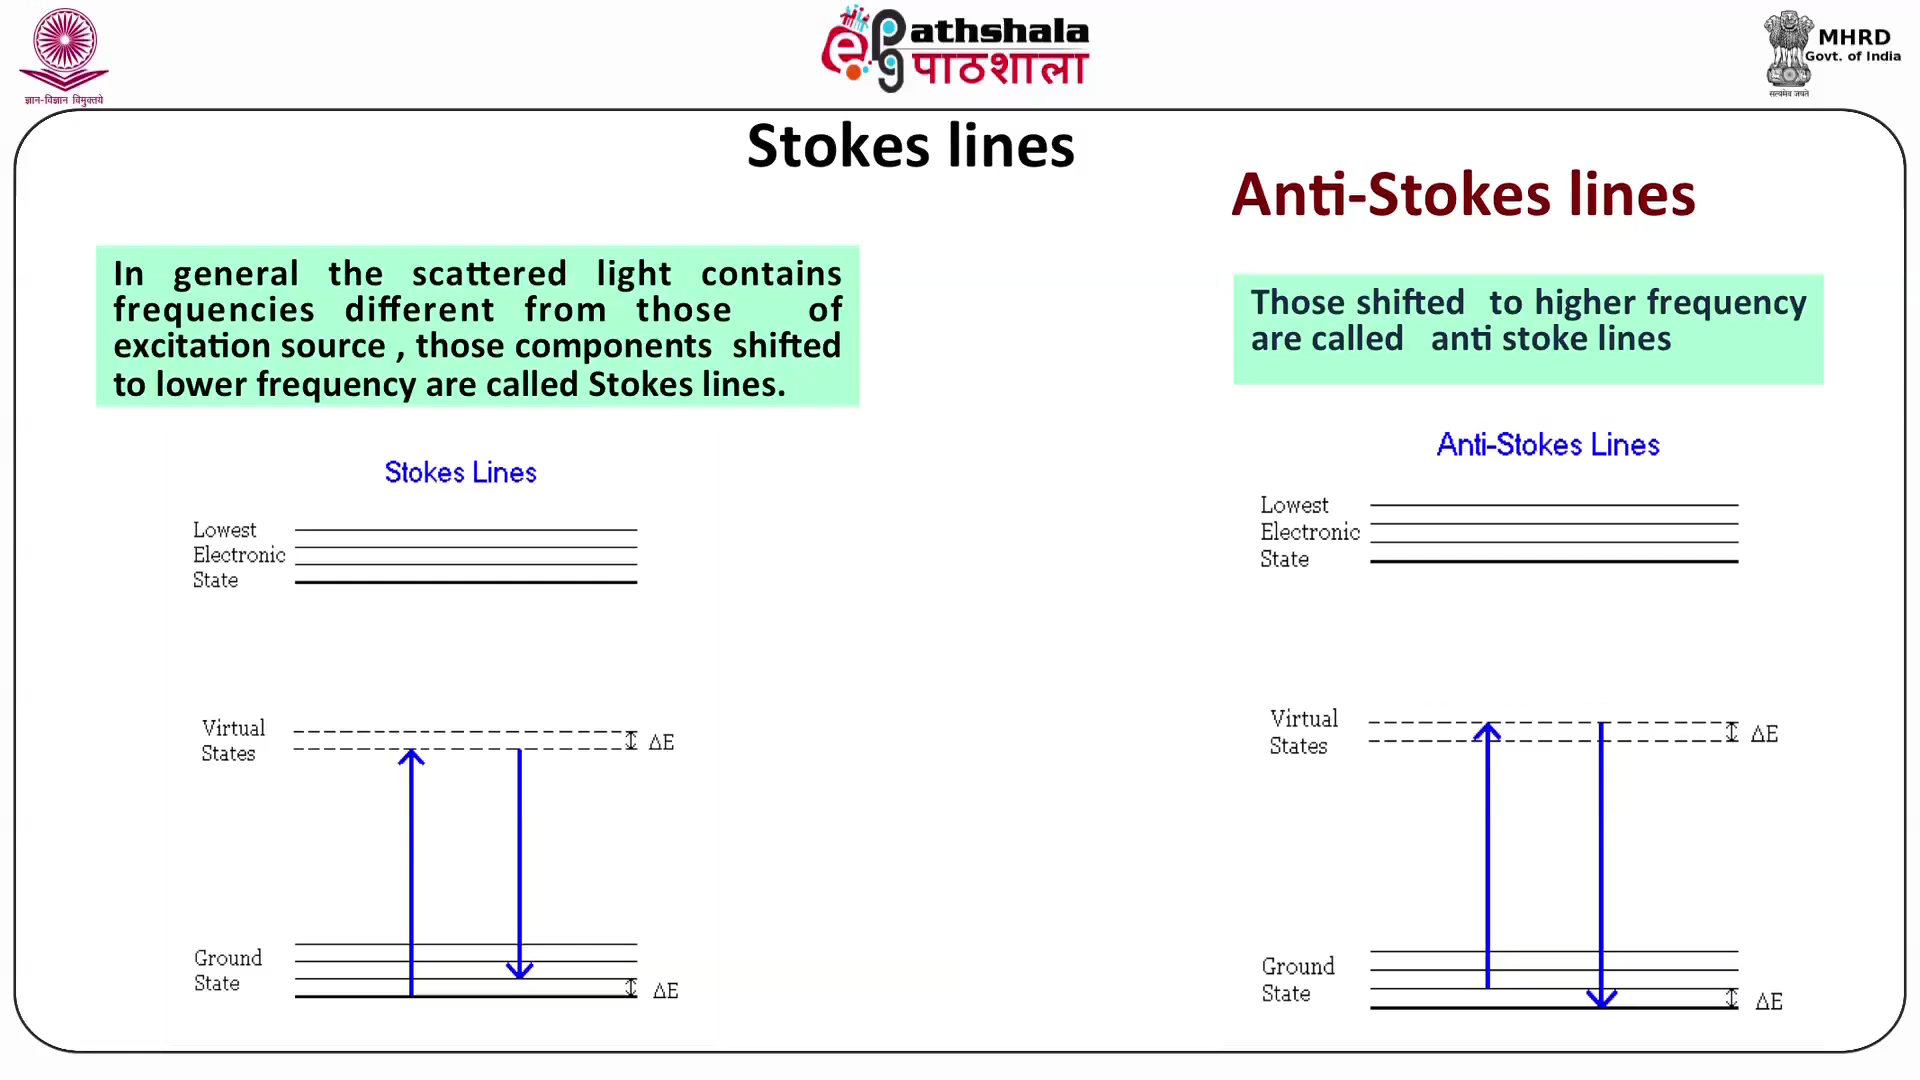 ज्ञान-विज्ञान विमुक्तये
ePGathshala
पाठशाला
MHRD
Govt. of India
सत्यमेव जयते
Stokes lines
Anti-Stokes lines
In general the scattered light contains
frequencies different from those of
excitation source , those components shifted
to lower frequency are called Stokes lines.
Those shifted to higher frequency
are called anti stoke lines
Stokes Lines
Lowest
Electronic
State
Virtual
States
ΔE
Ground
State
ΔE
Anti-Stokes Lines
Lowest
Electronic
State
Virtual
States
ΔE
Ground
State
ΔE